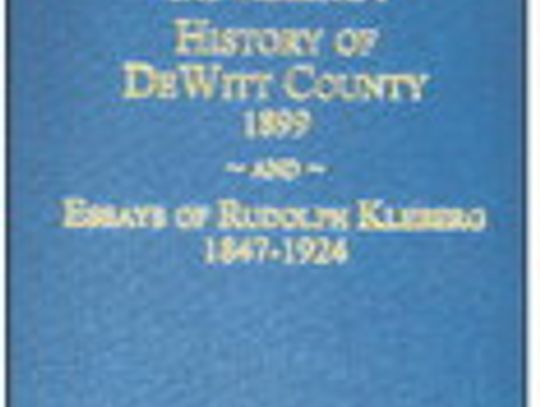 HISTORY OF
DEWITT COUNTY
1899
~ AND ~
ESSAYS OF RUDOLPH KLEBERG
1847-1924